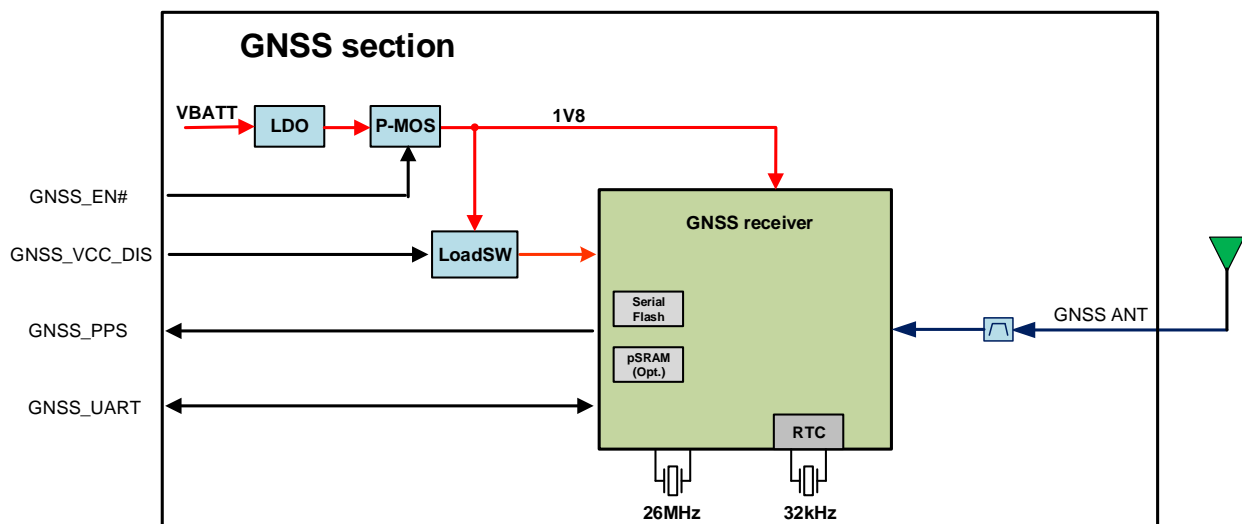 GNSS section
VBATT
LDO
P-MOS
1V8
GNSS_EN#
GNSS receiver
GNSS_VCC_DIS
LoadSW
Serial
Flash
GNSS ANT
GNSS_PPS
pSRAM
(Opt.)
GNSS_UART
RTC
26MHz
32kHz